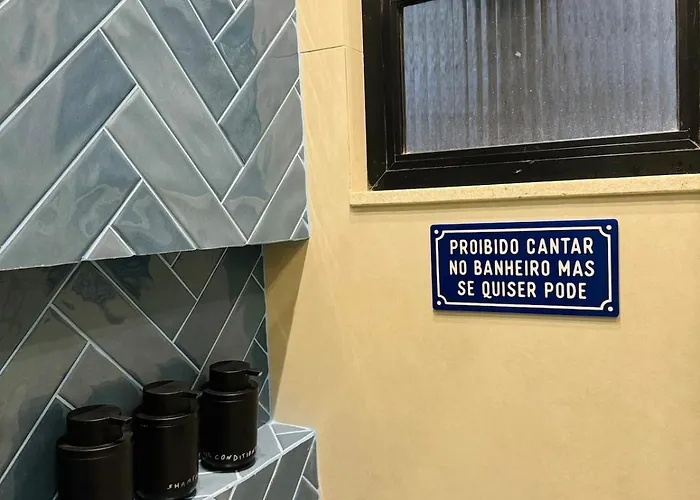 PROIBIDO CANTAR
NO BANHEIRO MAS
SE QUISER PODE